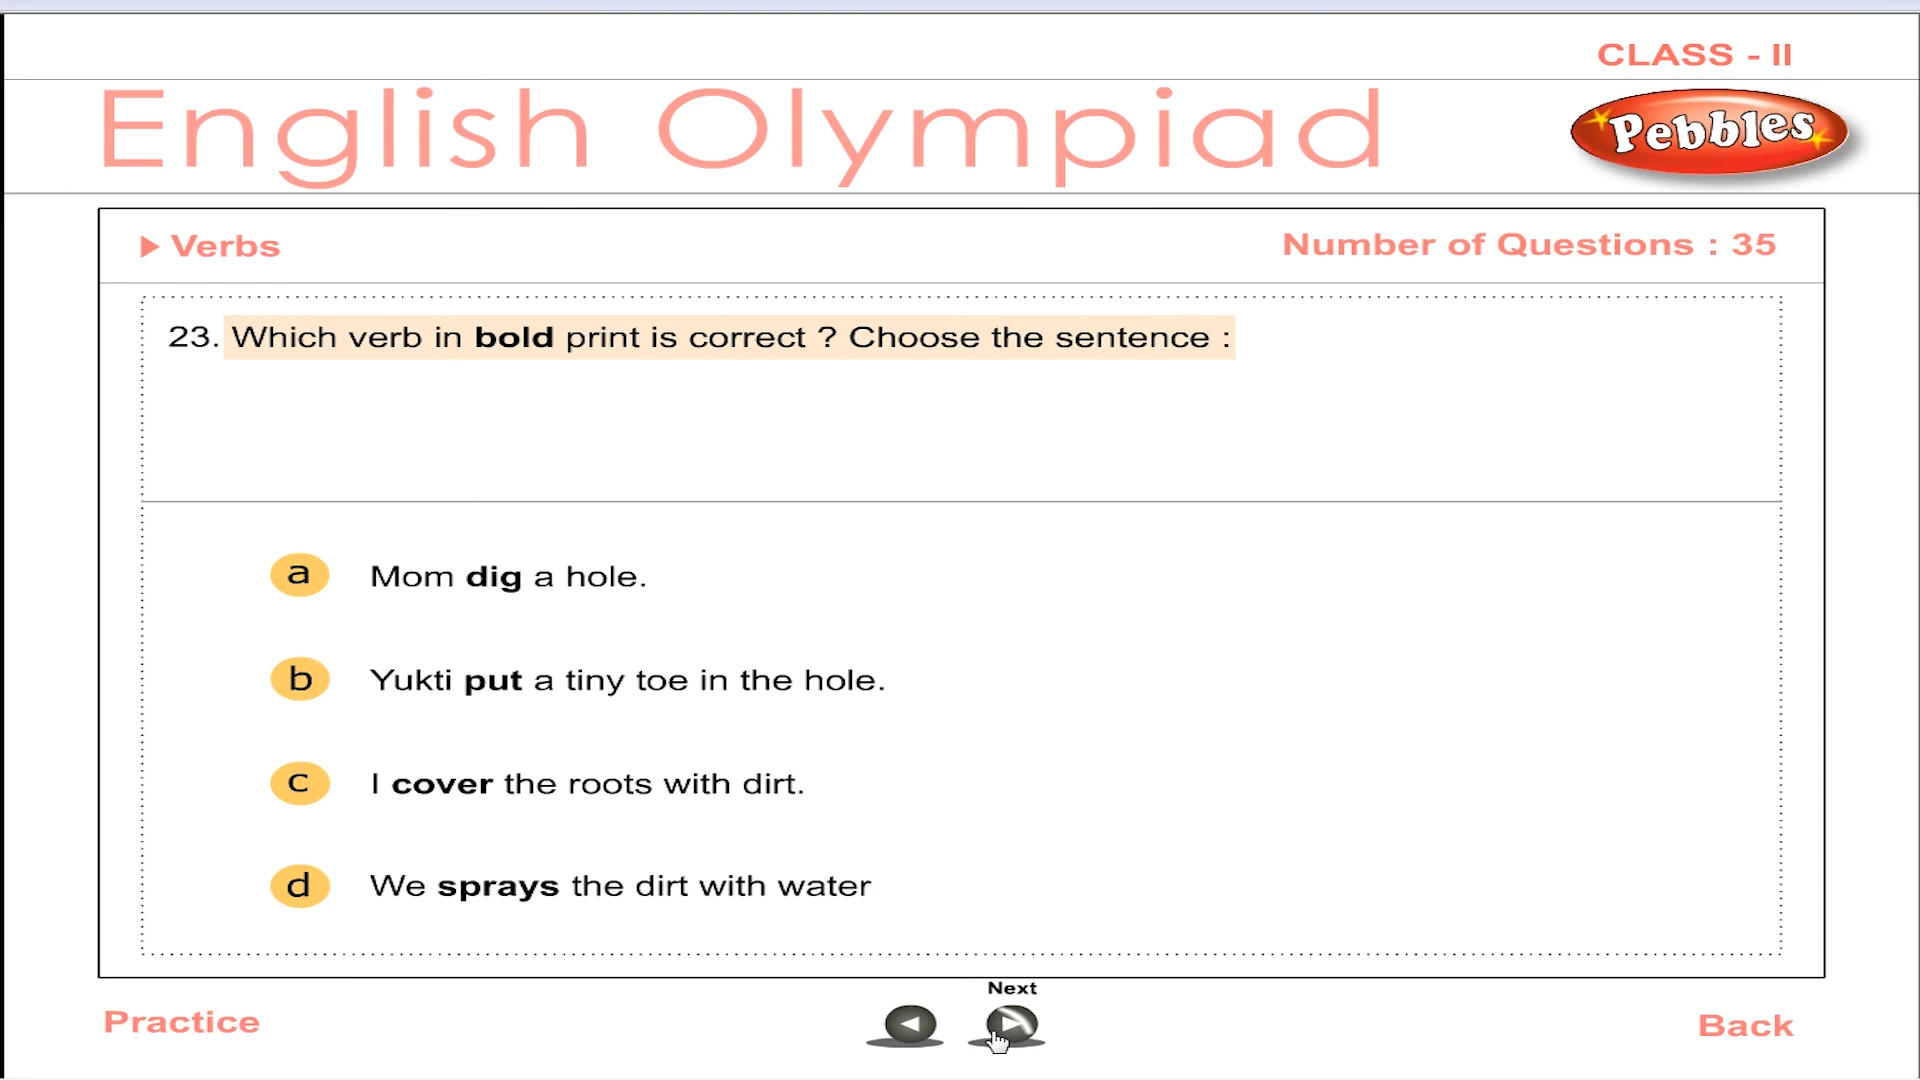 CLASS - II
English Olympiad
Pebbles
Verbs
Number of Questions : 35
23. Which verb in bold print is correct ? Choose the sentence :
a Mom dig a hole.
b Yukti put a tiny toe in the hole.
c I cover the roots with dirt.
d We sprays the dirt with water
Next
Practice
Back